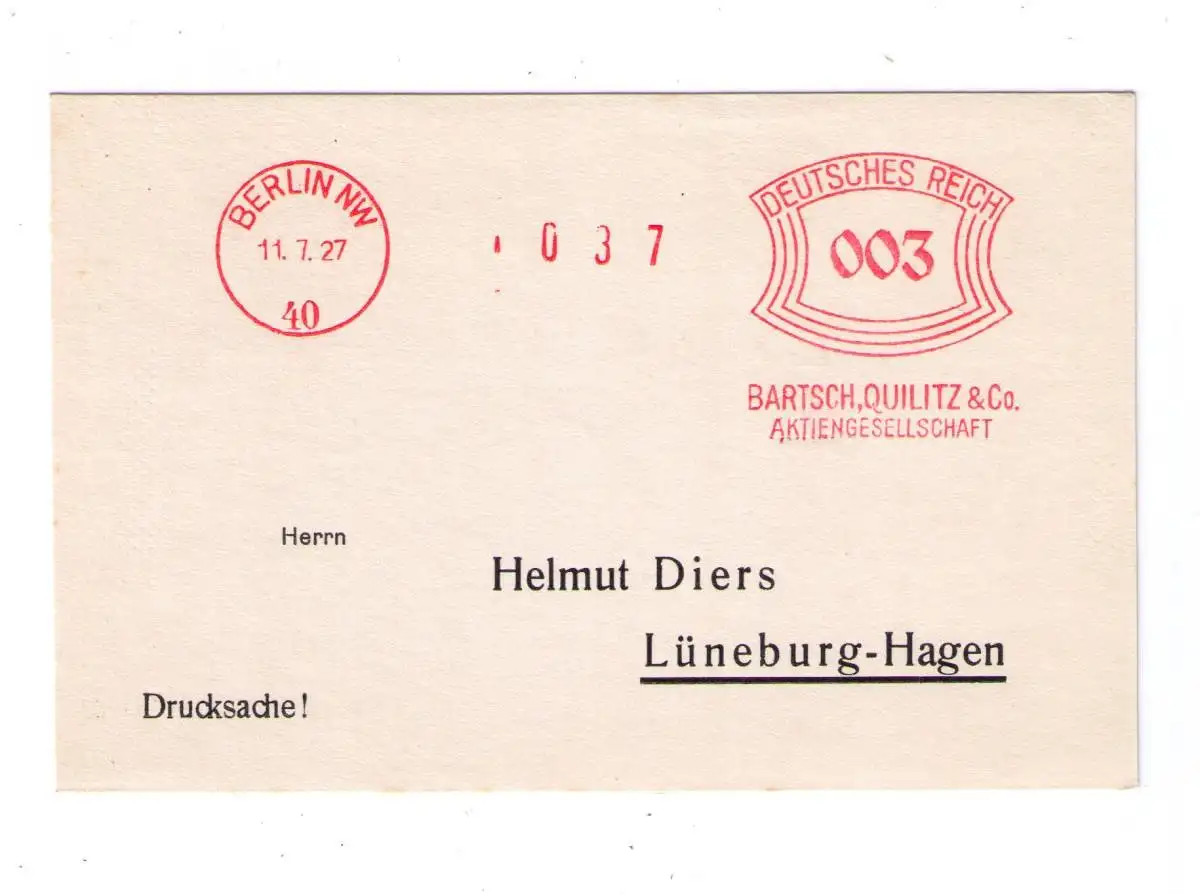 BERLIN NW
11. 7. 27
40
037
DEUTSCHES REICH
003
BARTSCH, QUILITZ & Co.
AKTIENGESELLSCHAFT
Herrn
Helmut Diers
Lüneburg-Hagen
Drucksache!